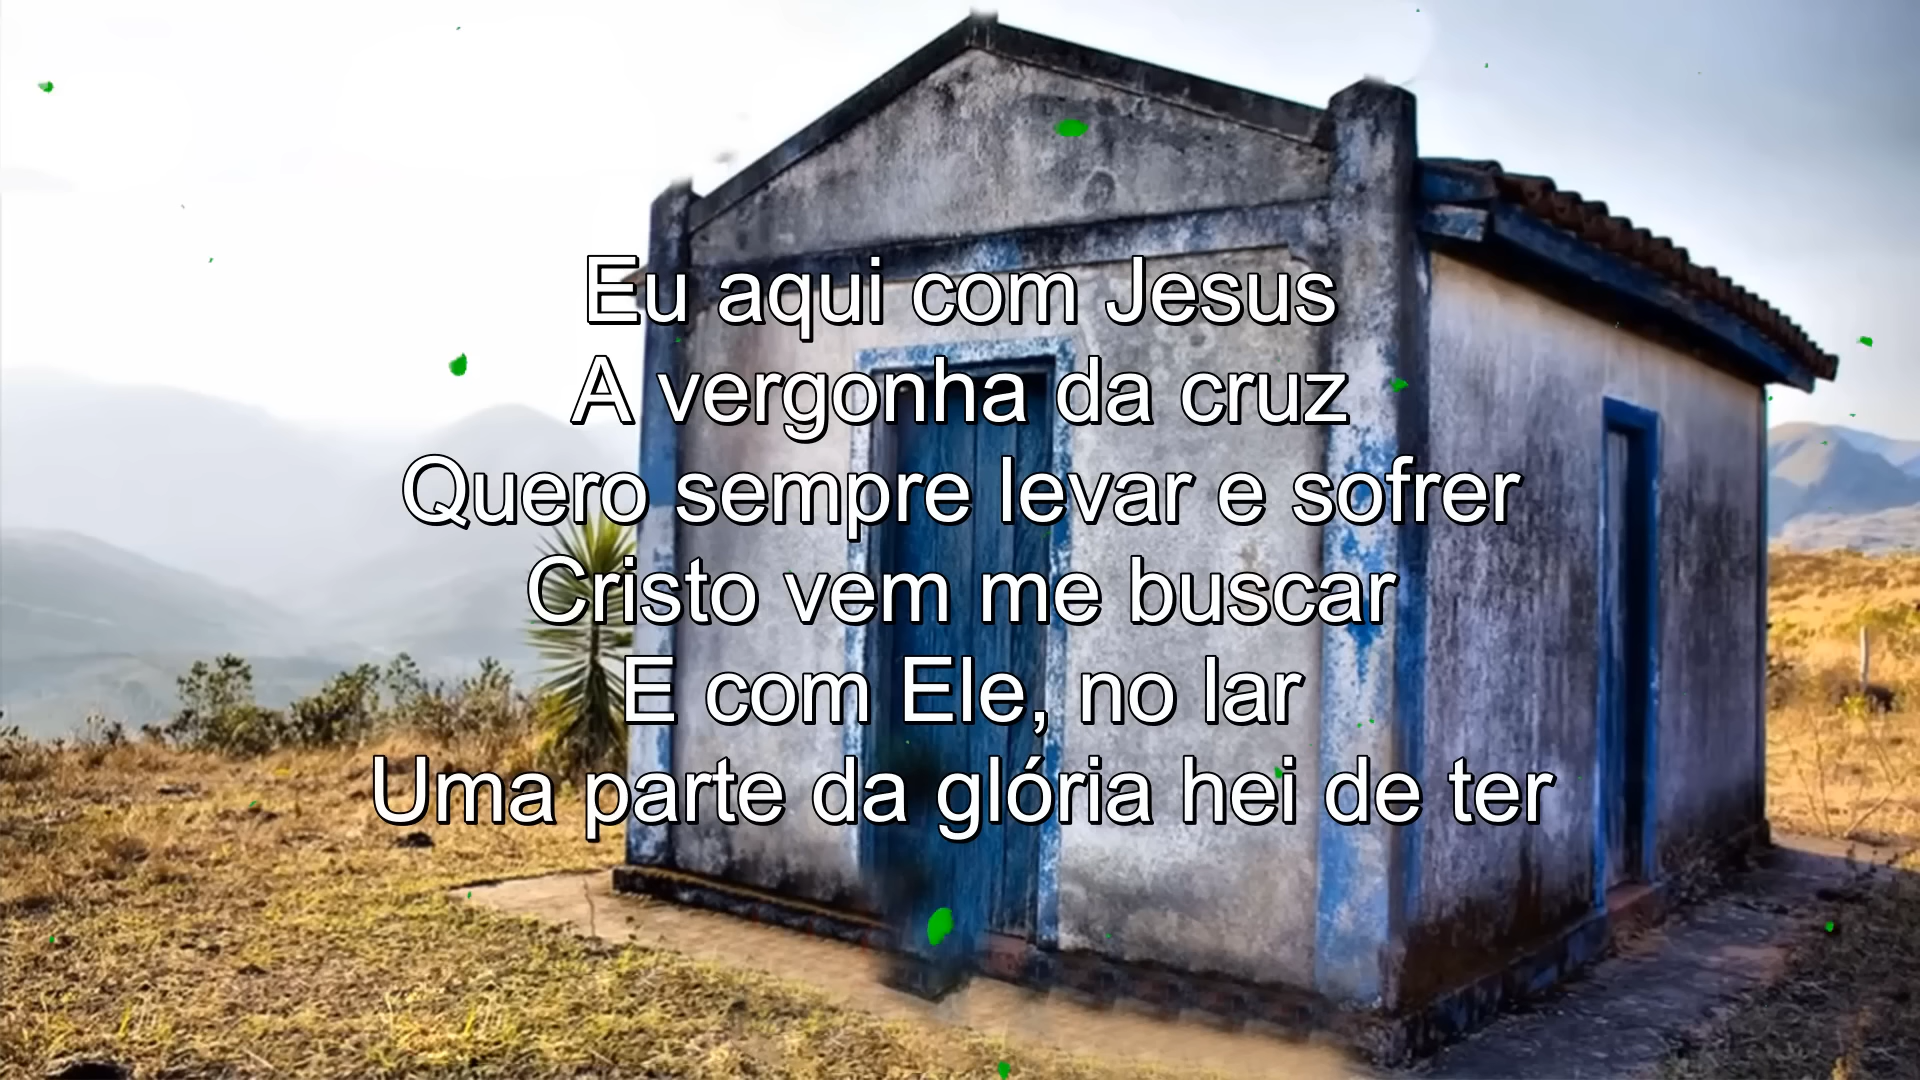 Eu aqui com Jesus
A vergonha da cruz
Quero sempre levar e sofrer
Cristo vem me buscar
E com Ele, no lar
Uma parte da glória hei de ter